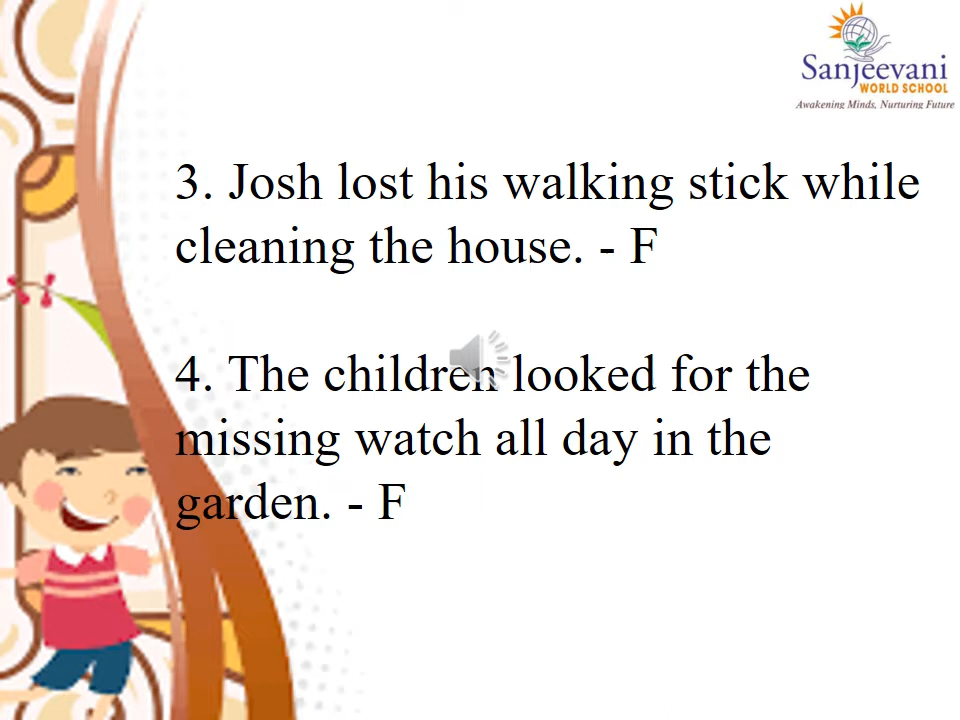 Sanjeevani
WORLD SCHOOL
Awakening Minds, Nurturing Future
3. Josh lost his walking stick while
cleaning the house. - F
4. The children looked for the
missing watch all day in the
garden. - F